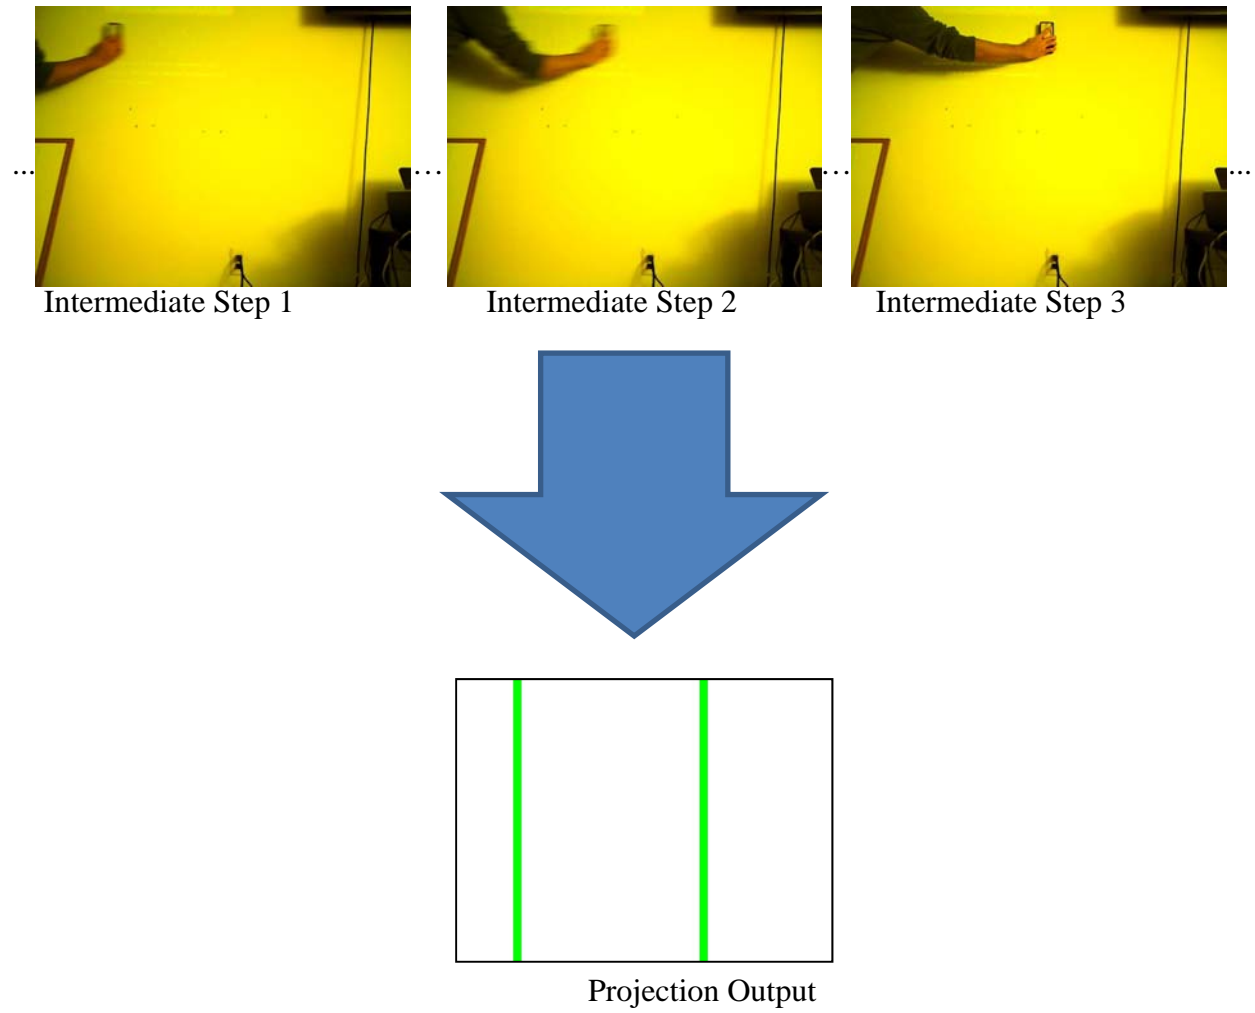 ... ... ... ...
Intermediate Step 1 Intermediate Step 2 Intermediate Step 3
Projection Output